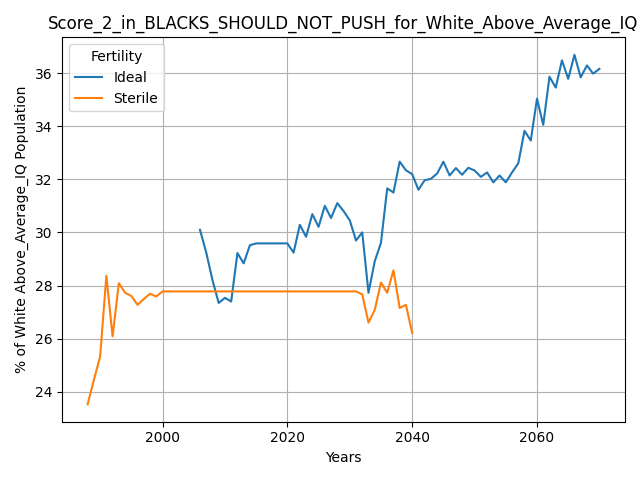 Score_2_in_BLACKS_SHOULD_NOT_PUSH_for_White_Above_Average_IQ
Fertility
Ideal
Sterile
% of White Above_Average_IQ Population
36
34
32
30
28
26
24
2000
2020
2040
2060
Years